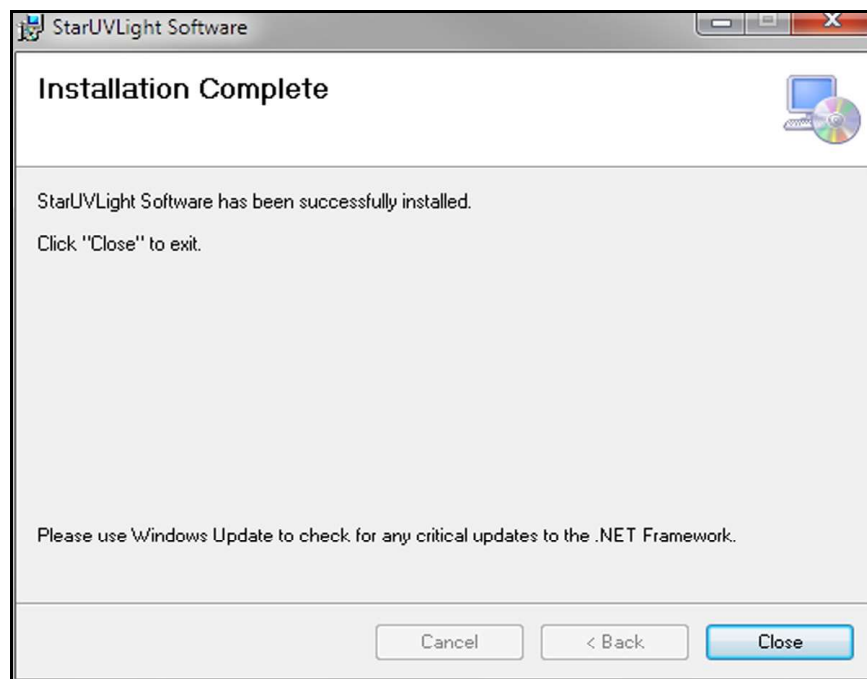 StarUVLight Software
Installation Complete
StarUVLight Software has been successfully installed.
Click "Close" to exit.
Please use Windows Update to check for any critical updates to the .NET Framework.
Cancel
< Back
Close